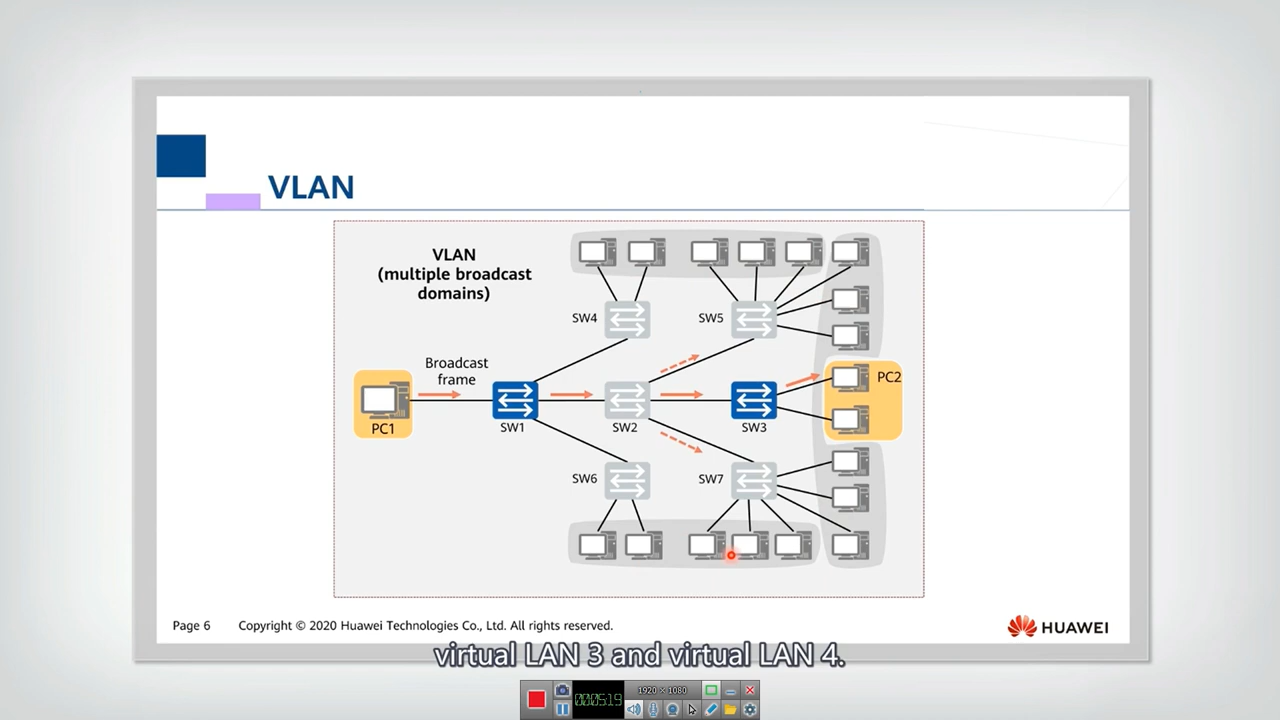 VLAN
VLAN
(multiple broadcast
domains)
SW4
SW5
Broadcast
frame
PC2
PC1
SW1
SW2
SW3
SW6
SW7
Page 6
Copyright © 2020 Huawei Technologies Co., Ltd. All rights reserved.
HUAWEI
virtual LAN 3 and virtual LAN 4.
1920 × 1080
000519